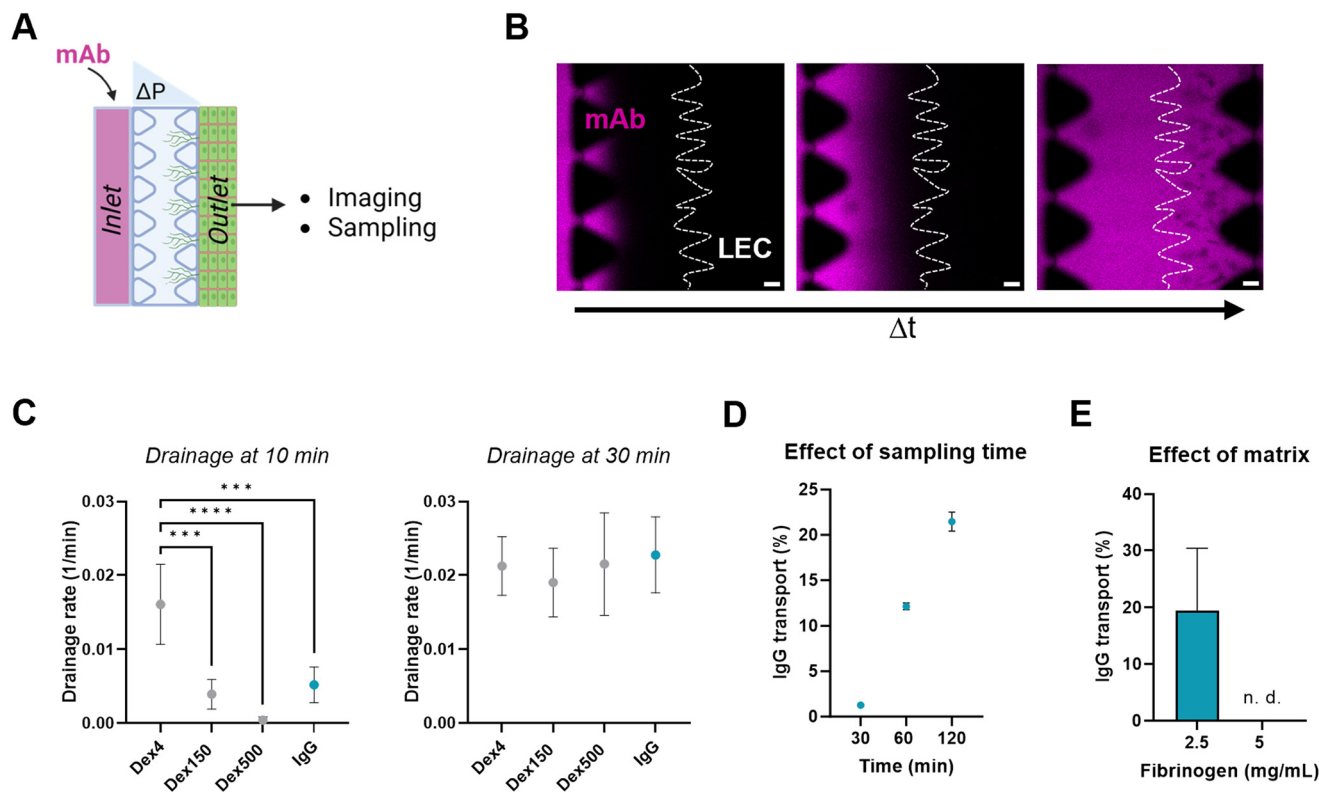 A
mAb
ΔP
Inlet
Outlet
• Imaging
• Sampling
B
mAb
LEC
Δt
C
Drainage at 10 min
Drainage rate (1/min)
0.03
0.02
0.01
0.00
***
****
***
Dex4
Dex150
Dex500
IgG
Drainage at 30 min
Drainage rate (1/min)
0.03
0.02
0.01
0.00
Dex4
Dex150
Dex500
IgG
D
Effect of sampling time
IgG transport (%)
25
20
15
10
5
0
30 60 120
Time (min)
E
Effect of matrix
IgG transport (%)
40
30
20
10
0
n. d.
2.5 5
Fibrinogen (mg/mL)